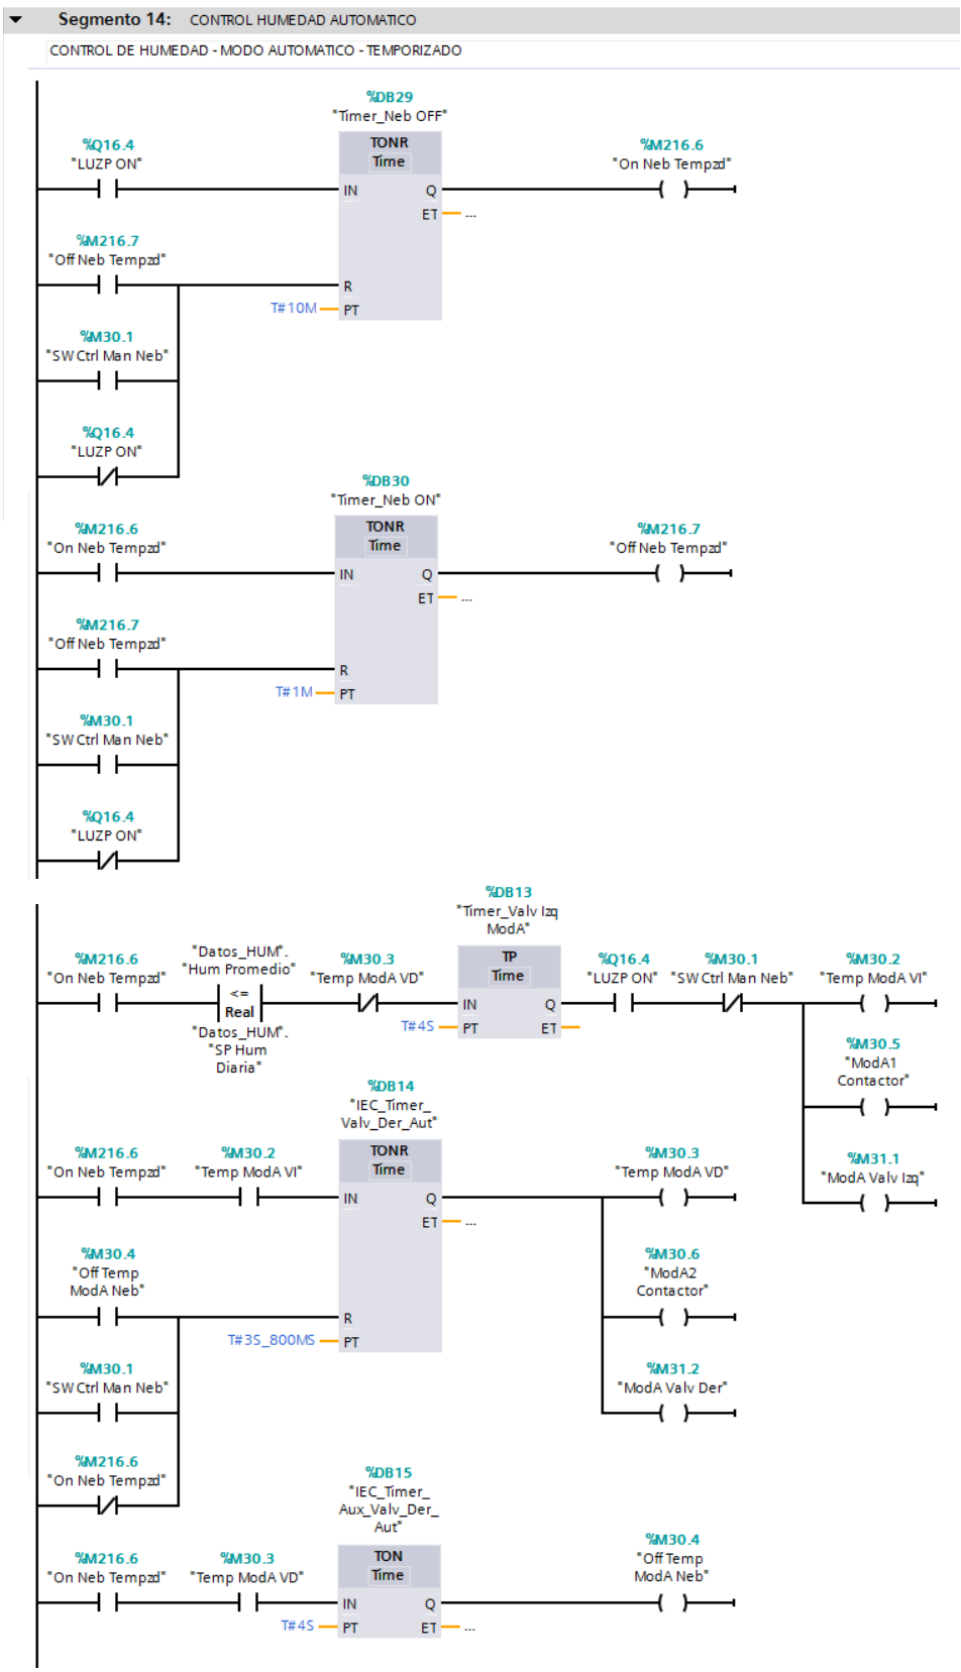 Segmento 14: CONTROL HUMEDAD AUTOMATICO
CONTROL DE HUMEDAD - MODO AUTOMATICO - TEMPORIZADO
%DB29
"Timer_Neb OFF"
%Q16.4
"LUZP ON"
TONR
Time
%M216.6
"On Neb Tempzd"
IN
Q
ET
...
%M216.7
"Off Neb Tempzd"
R
T#10M
PT
%M30.1
"SW Ctrl Man Neb"
%Q16.4
"LUZP ON"
%DB30
"Timer_Neb ON"
%M216.6
"On Neb Tempzd"
TONR
Time
%M216.7
"Off Neb Tempzd"
IN
Q
ET
...
%M216.7
"Off Neb Tempzd"
R
T#1M
PT
%M30.1
"SW Ctrl Man Neb"
%Q16.4
"LUZP ON"
%DB13
"Timer_Valv Izq
ModA"
%M216.6
"On Neb Tempzd"
"Datos_HUM".
"Hum Promedio"
<=
Real
"Datos_HUM".
"SP Hum
Diaria"
%M30.3
"Temp ModA VD"
TP
Time
IN
Q
T#4S
PT
ET
%Q16.4
"LUZP ON"
%M30.1
"SW Ctrl Man Neb"
%M30.2
"Temp ModA VI"
%M30.5
"ModA1
Contactor"
%M31.1
"ModA Valv Izq"
%DB14
"IEC_Timer_
Valv_Der_Aut"
%M216.6
"On Neb Tempzd"
%M30.2
"Temp ModA VI"
TONR
Time
IN
Q
ET
...
%M30.3
"Temp ModA VD"
%M30.4
"Off Temp
ModA Neb"
R
T#3S_800MS
PT
%M30.6
"ModA2
Contactor"
%M30.1
"SW Ctrl Man Neb"
%M31.2
"ModA Valv Der"
%M216.6
"On Neb Tempzd"
%DB15
"IEC_Timer_
Aux_Valv_Der_
Aut"
%M216.6
"On Neb Tempzd"
%M30.3
"Temp ModA VD"
TON
Time
IN
Q
T#4S
PT
ET
...
%M30.4
"Off Temp
ModA Neb"